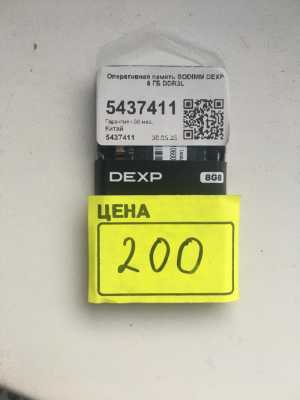 Оперативная память SODIMM DEXP
8 ГБ DDR3L
5437411
Гарантия - 36 мес.
Китай
5437411
DEXP
8GB
ЦЕНА
200